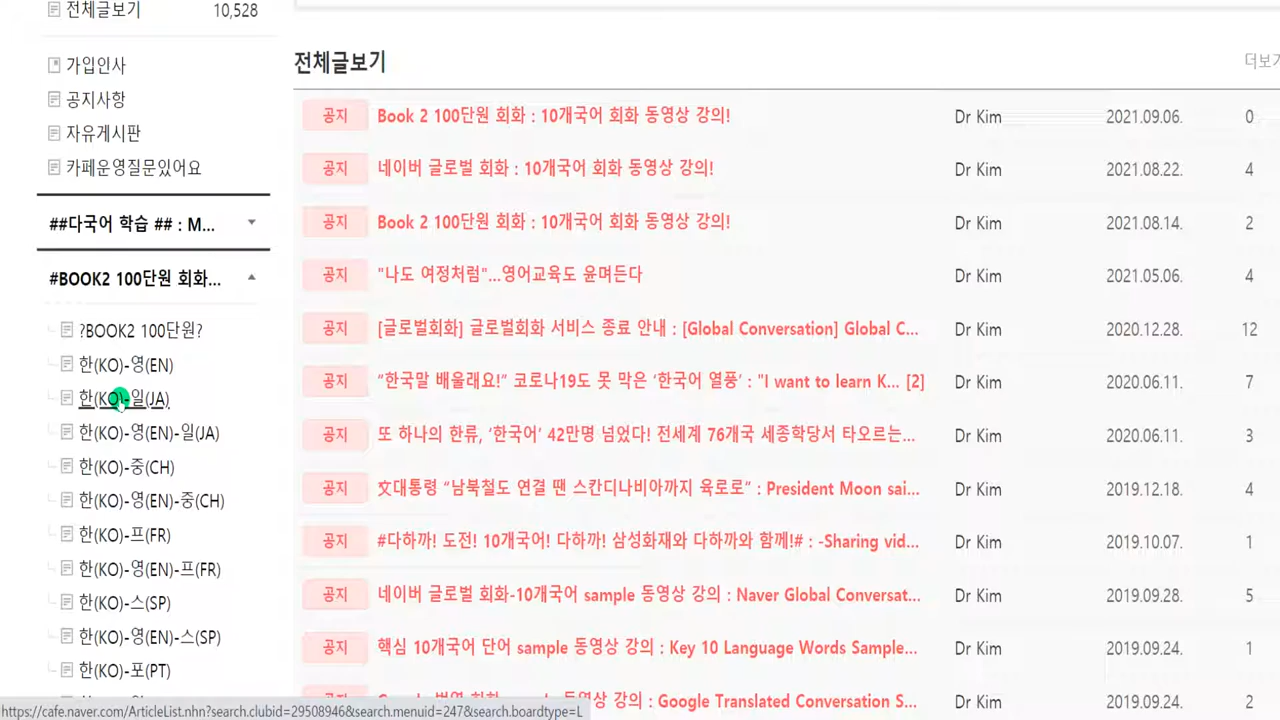 전체글보기 10,528
가입인사
공지사항
자유게시판
카페운영질문있어요
##다국어 학습 ## : M...
#BOOK2 100단원 회화...
?BOOK2 100단원?
한(KO)-영(EN)
한(KO)-일(JA)
한(KO)-영(EN)-일(JA)
한(KO)-중(CH)
한(KO)-영(EN)-중(CH)
한(KO)-프(FR)
한(KO)-영(EN)-프(FR)
한(KO)-스(SP)
한(KO)-영(EN)-스(SP)
한(KO)-포(PT)
전체글보기 더보기
공지 Book 2 100단원 회화 : 10개국어 회화 동영상 강의! Dr Kim 2021.09.06. 0
공지 네이버 글로벌 회화 : 10개국어 회화 동영상 강의! Dr Kim 2021.08.22. 4
공지 Book 2 100단원 회화 : 10개국어 회화 동영상 강의! Dr Kim 2021.08.14. 2
공지 "나도 여정처럼"...영어교육도 윤며든다 Dr Kim 2021.05.06. 4
공지 [글로벌회화] 글로벌회화 서비스 종료 안내 : [Global Conversation] Global C... Dr Kim 2020.12.28. 12
공지 “한국말 배울래요!” 코로나19도 못 막은 ‘한국어 열풍’ : "I want to learn K... [2] Dr Kim 2020.06.11. 7
공지 또 하나의 한류, ‘한국어’ 42만명 넘었다! 전세계 76개국 세종학당서 타오르는... Dr Kim 2020.06.11. 3
공지 文대통령 “남북철도 연결 땐 스칸디나비아까지 육로로” : President Moon sai... Dr Kim 2019.12.18. 4
공지 #다하까! 도전! 10개국어! 다하까! 삼성화재와 다하까와 함께!# : -Sharing vid... Dr Kim 2019.10.07. 1
공지 네이버 글로벌 회화-10개국어 sample 동영상 강의 : Naver Global Conversat... Dr Kim 2019.09.28. 5
공지 핵심 10개국어 단어 sample 동영상 강의 : Key 10 Language Words Sample... Dr Kim 2019.09.24. 1
동영상 강의 : Google Translated Conversation S... Dr Kim 2019.09.24. 2
https://cafe.naver.com/ArticleList.nhn?search.clubid=29508946&search.menuid=247&search.boardtype=L